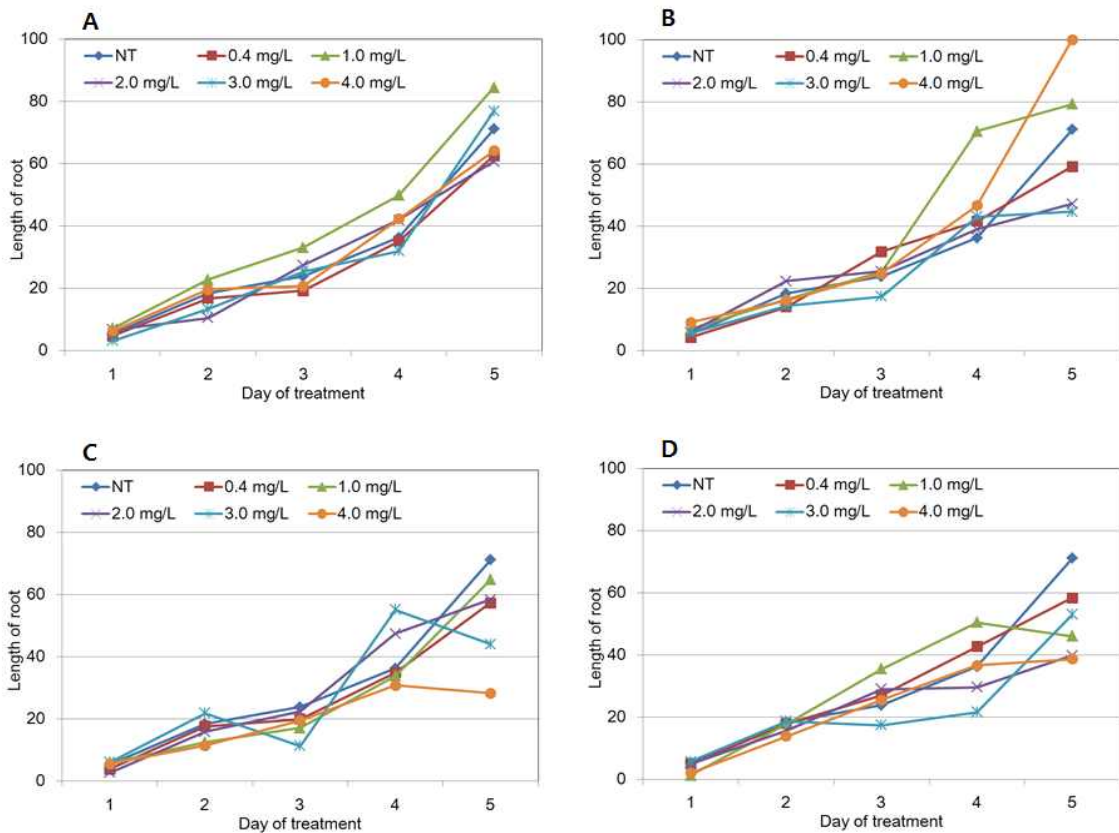 A
100
80
60
40
20
0
Length of root
NT 0.4 mg/L 1.0 mg/L
2.0 mg/L 3.0 mg/L 4.0 mg/L
1 2 3 4 5
Day of treatment
B
100
80
60
40
20
0
Length of root
NT 0.4 mg/L 1.0 mg/L
2.0 mg/L 3.0 mg/L 4.0 mg/L
1 2 3 4 5
Day of treatment
C
100
80
60
40
20
0
Length of root
NT 0.4 mg/L 1.0 mg/L
2.0 mg/L 3.0 mg/L 4.0 mg/L
1 2 3 4 5
Day of treatment
D
100
80
60
40
20
0
Length of root
NT 0.4 mg/L 1.0 mg/L
2.0 mg/L 3.0 mg/L 4.0 mg/L
1 2 3 4 5
Day of treatment